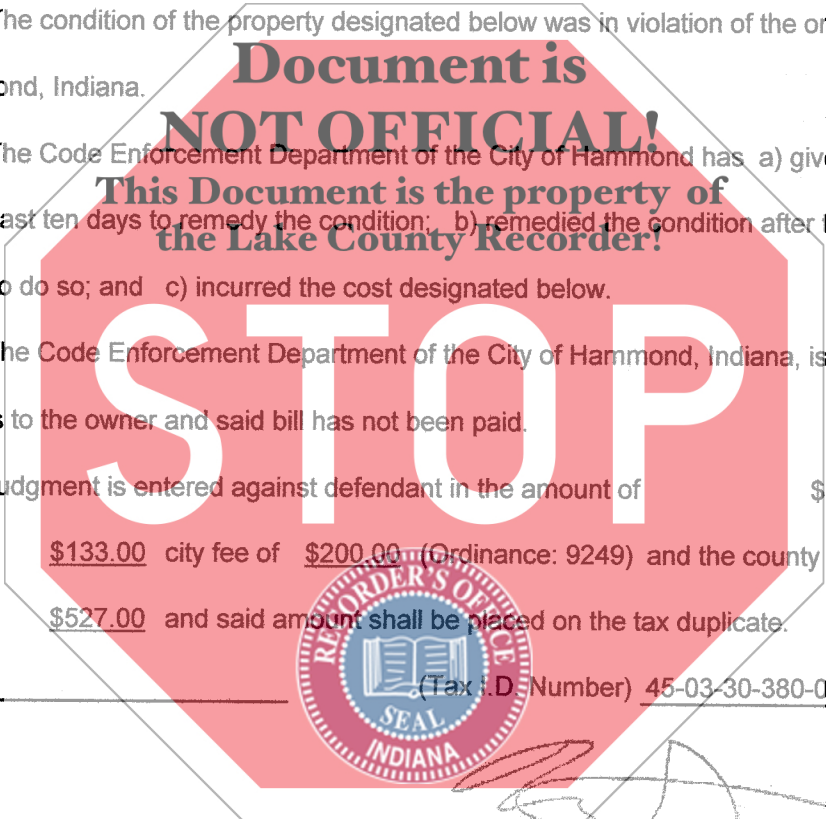 The condition of the property designated below was in violation of the or
Document is
ond, Indiana.
NOT OFFICIAL!
he Code Enforcement Department of the City of Hammond has a) giv
This Document is the property of
ast ten days to remedy the condition; b) remedied the condition after
the Lake County Recorder!
o do so; and c) incurred the cost designated below.
STOP
he Code Enforcement Department of the City of Hammond, Indiana, is
s to the owner and said bill has not been paid.
udgment is entered against defendant in the amount of $
$133.00 city fee of $200.00 (Ordinance: 9249) and the county
$527.00 and said amount shall be placed on the tax duplicate.
RECORDER'S OFFICE
(Tax I.D. Number) 45-03-30-380-0
SEAL
INDIANA